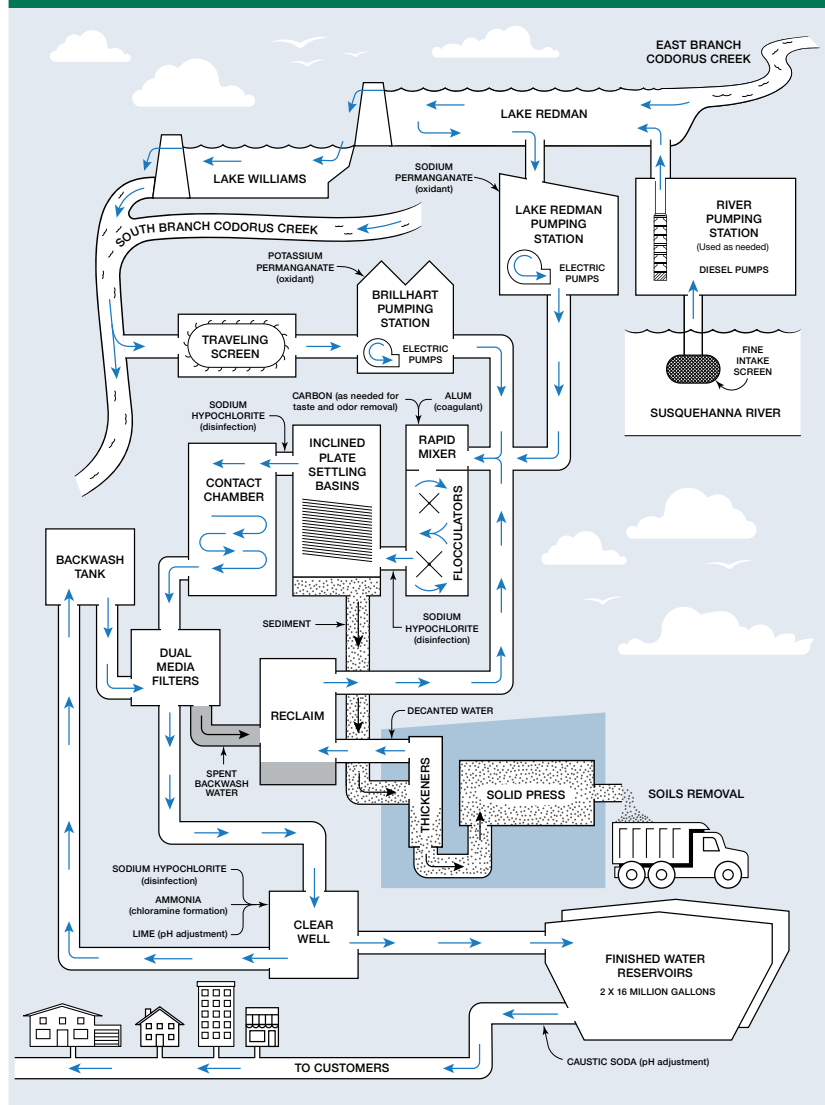 EAST BRANCH
CODORUS CREEK
LAKE REDMAN
LAKE WILLIAMS
SODIUM
PERMANGANATE
(oxidant)
LAKE REDMAN
PUMPING
STATION
ELECTRIC
PUMPS
RIVER
PUMPING
STATION
(Used as needed)
DIESEL PUMPS
SOUTH BRANCH CODORUS CREEK
POTASSIUM
PERMANGANATE
(oxidant)
BRILLHART
PUMPING
STATION
ELECTRIC
PUMPS
TRAVELING
SCREEN
FINE
INTAKE
SCREEN
SUSQUEHANNA RIVER
SODIUM
HYPOCHLORITE
(disinfection)
CARBON (as needed for
taste and odor removal)
ALUM
(coagulant)
INCLINED
PLATE
SETTLING
BASINS
RAPID
MIXER
FLOCCULATORS
CONTACT
CHAMBER
BACKWASH
TANK
SEDIMENT
SODIUM
HYPOCHLORITE
(disinfection)
DUAL
MEDIA
FILTERS
RECLAIM
DECANTED WATER
SPENT
BACKWASH
WATER
THICKENERS
SOLID PRESS
SOILS REMOVAL
SODIUM HYPOCHLORITE
(disinfection)
AMMONIA
(chloramine formation)
LIME (pH adjustment)
CLEAR
WELL
FINISHED WATER
RESERVOIRS
2 X 16 MILLION GALLONS
CAUSTIC SODA (pH adjustment)
TO CUSTOMERS